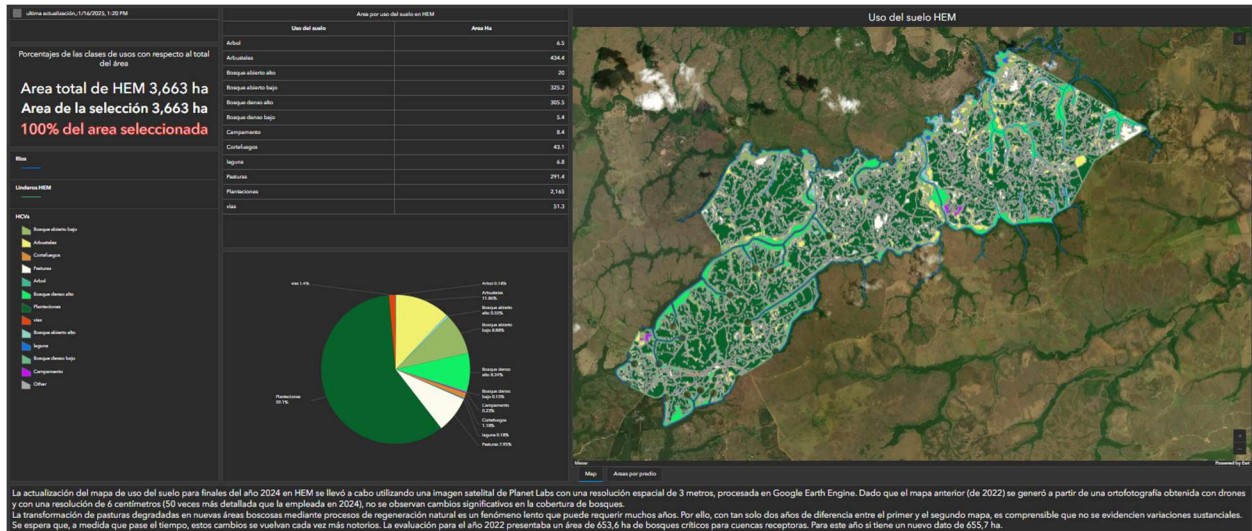 ultima actualización,:1/16/2025, 1:20 PM
Porcentajes de las clases de usos con respecto al total
del área
Area total de HEM 3,663 ha
Area de la selección 3,663 ha
100% del area seleccionada
Rios
Linderos HEM
HCVs
Bosque abierto bajo
Arbustales
Cortafuegos
Pasturas
Arbol
Bosque denso alto
Plantaciones
vias
Bosque abierto alto
laguna
Bosque denso bajo
Campamento
Other
Area por uso del suelo en HEM
Uso del suelo Area Ha
Arbol 6.5
Arbustales 434.4
Bosque abierto alto 20
Bosque abierto bajo 325.2
Bosque denso alto 305.5
Bosque denso bajo 5.4
Campamento 8.4
Cortafuegos 43.1
laguna 6.8
Pasturas 291.4
Plantaciones 2,165
vias 51.3
vias 1.4%
Arbol 0.18%
Arbustales
11.86%
Bosque abierto
alto 0.55%
Bosque abierto
bajo 8.88%
Bosque denso
alto 8.34%
Bosque denso
bajo 0.15%
Campamento
0.23%
Cortafuegos
1.18%
laguna 0.18%
Pasturas 7.95%
Plantaciones
59.1%
Uso del suelo HEM
Maxar
Powered by Esri
Map
Areas por predio
La actualización del mapa de uso del suelo para finales del año 2024 en HEM se llevó a cabo utilizando una imagen satelital de Planet Labs con una resolución espacial de 3 metros, procesada en Google Earth Engine. Dado que el mapa anterior (de 2022) se generó a partir de una ortofotografía obtenida con drones
y con una resolución de 6 centímetros (50 veces más detallada que la empleada en 2024), no se observan cambios significativos en la cobertura de bosques.
La transformación de pasturas degradadas en nuevas áreas boscosas mediante procesos de regeneración natural es un fenómeno lento que puede requerir muchos años. Por ello, con tan solo dos años de diferencia entre el primer y el segundo mapa, es comprensible que no se evidencien variaciones sustanciales.
Se espera que, a medida que pase el tiempo, estos cambios se vuelvan cada vez más notorios. La evaluación para el año 2022 presentaba un área de 653,6 ha de bosques críticos para cuencas receptoras. Para este año si tiene un nuevo dato de 655,7 ha.